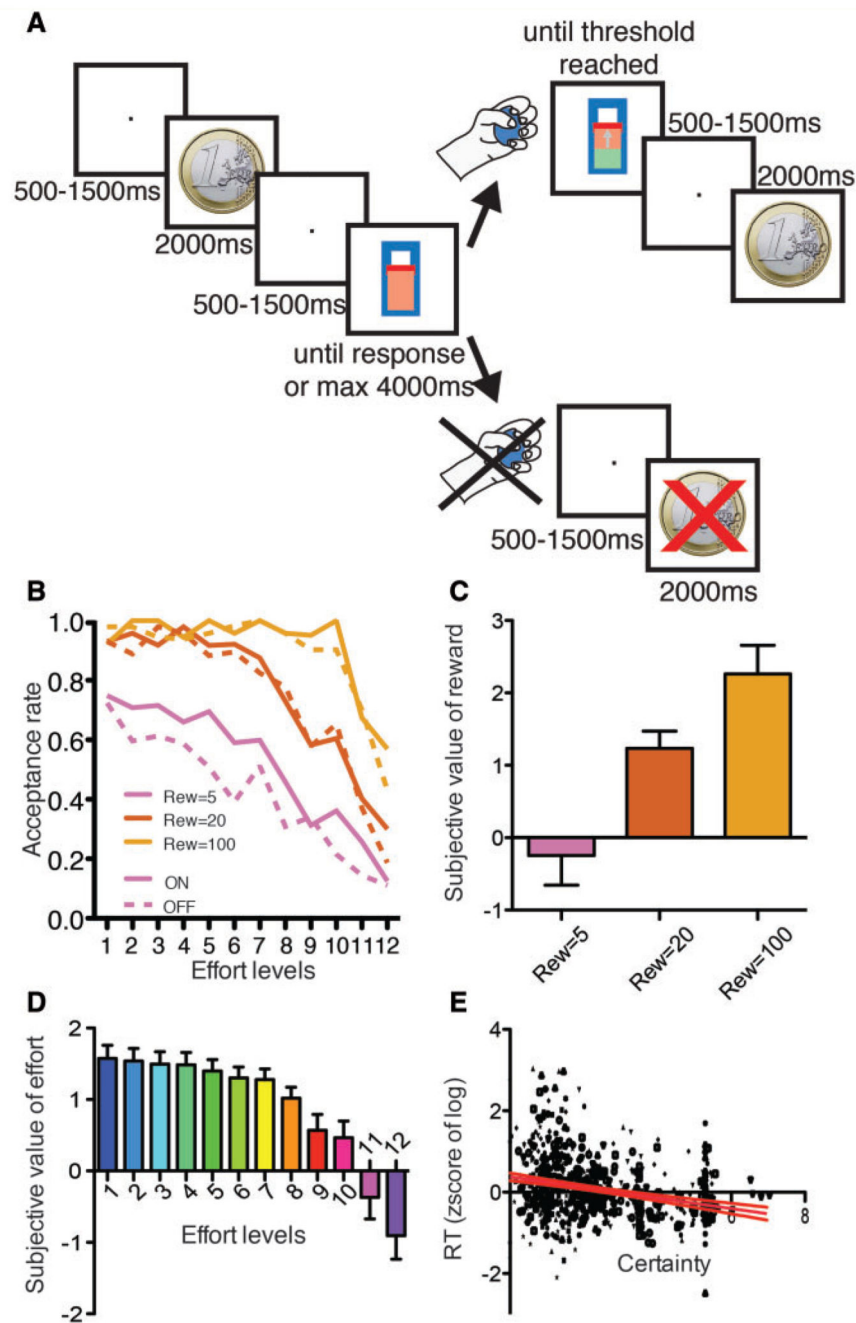 A
until threshold
reached
500-1500ms
2000ms
500-1500ms
2000ms
500-1500ms
until response
or max 4000ms
500-1500ms
2000ms
B
Acceptance rate
1.0
0.8
0.6
0.4
0.2
0.0
Rew=5
Rew=20
Rew=100
ON
OFF
1 2 3 4 5 6 7 8 9 10 11 12
Effort levels
C
Subjective value of reward
3
2
1
0
-1
Rew=5
Rew=20
Rew=100
D
Subjective value of effort
2
1
0
-1
-2
1 2 3 4 5 6 7 8 9 10 11 12
Effort levels
E
RT (zscore of log)
4
2
0
-2
6 8
Certainty